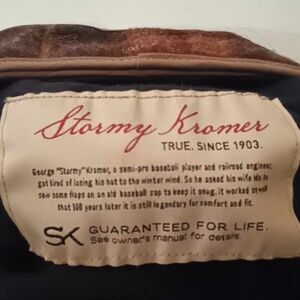 Stormy Kromer
TRUE. SINCE 1903.
George "Stormy" Kramer, a semi-pro baseball player and railroad engineer,
got tired of losing his hat to the winter wind. So he asked his wife Ida to
sew some flaps on an old baseball cap to keep it snug. It worked so well
that 100 years later it is still legendary for comfort and fit.
SK GUARANTEED FOR LIFE.
See owner's manual for details.